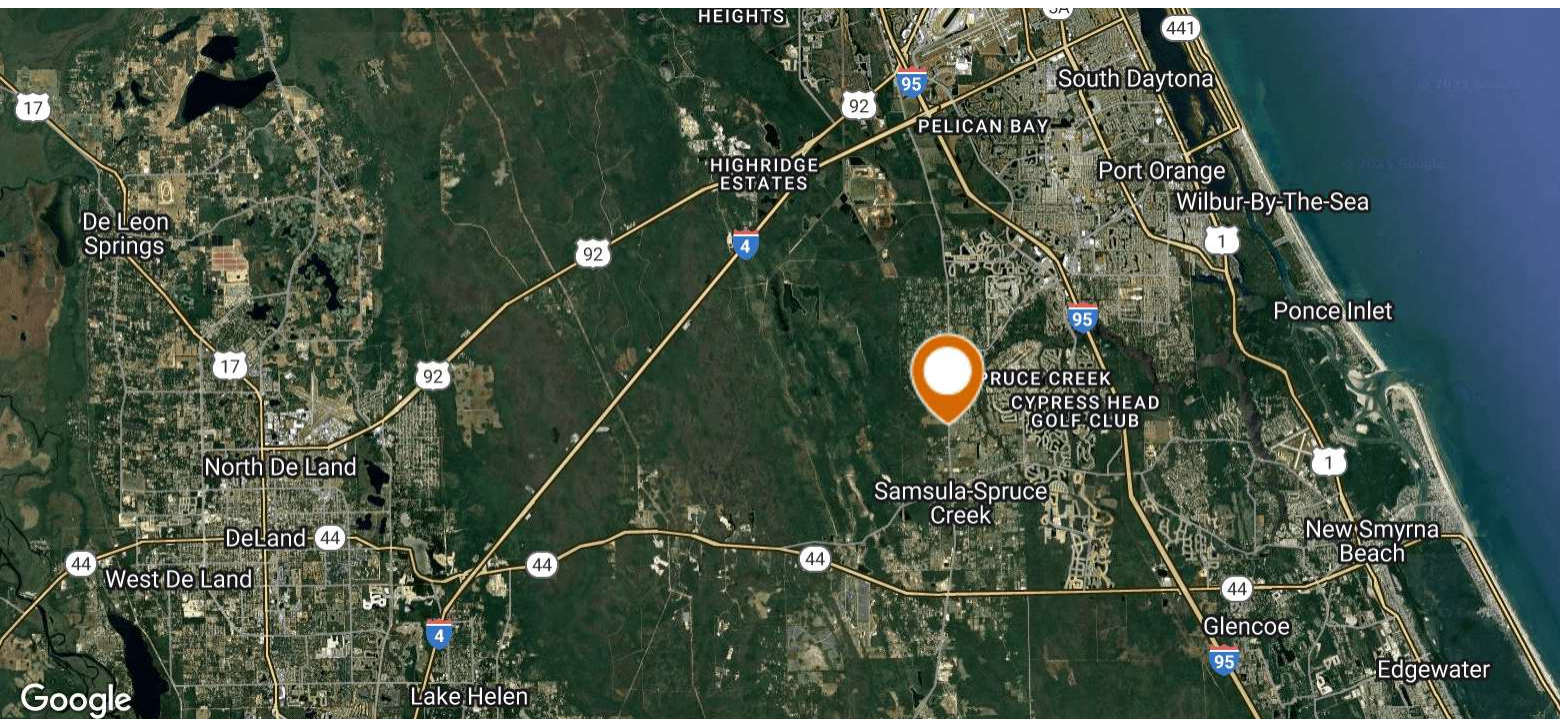 HEIGHTS
441
17
95
South Daytona
92
PELICAN BAY
HIGHRIDGE
ESTATES
Port Orange
Wilbur-By-The-Sea
De Leon
Springs
92
4
1
Ponce Inlet
95
17
92
PRUCE CREEK
CYPRESS HEAD
GOLF CLUB
North De Land
1
Samsula-Spruce
Creek
New Smyrna
Beach
DeLand
44
44
44
44
West De Land
44
Glencoe
4
95
Edgewater
Lake Helen
Google